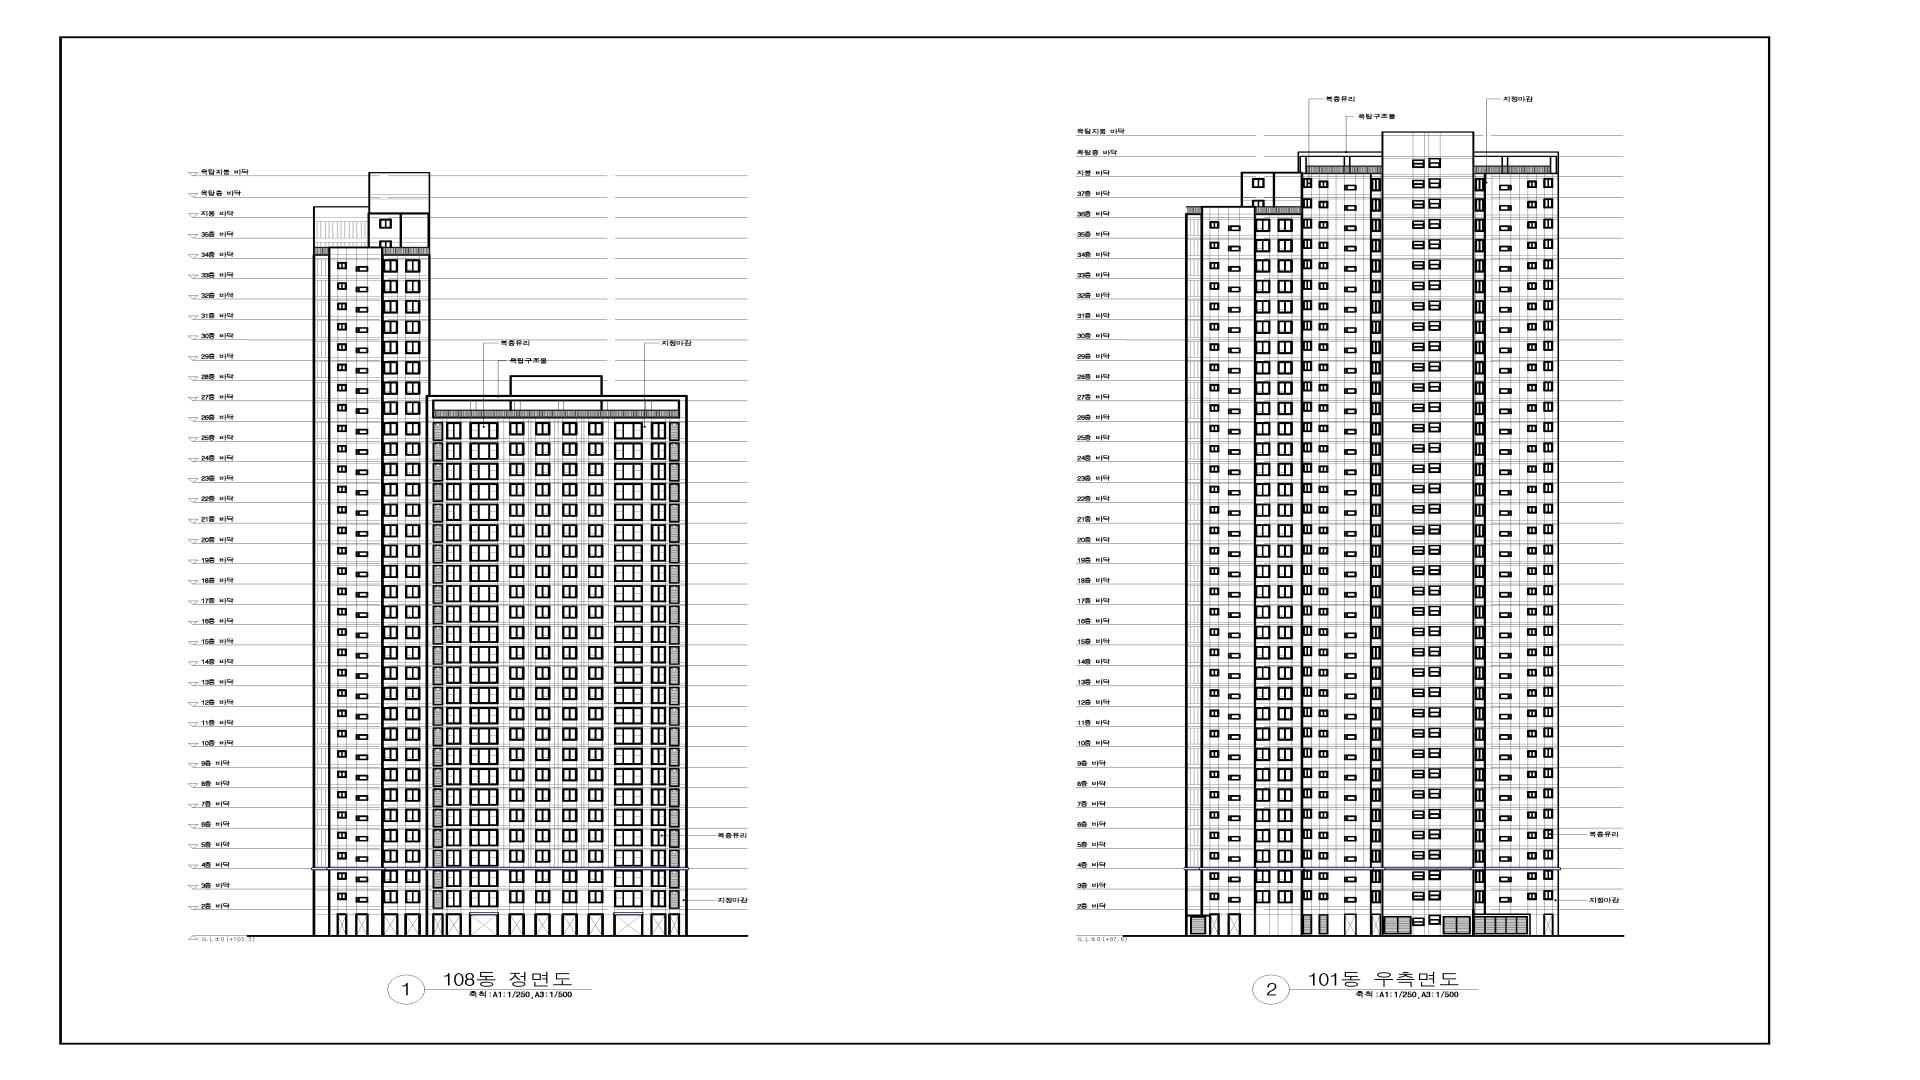 옥탑지붕 바닥
옥탑층 바닥
지붕 바닥
35층 바닥
34층 바닥
33층 바닥
32층 바닥
31층 바닥
30층 바닥
29층 바닥
28층 바닥
27층 바닥
26층 바닥
25층 바닥
24층 바닥
23층 바닥
22층 바닥
21층 바닥
20층 바닥
19층 바닥
18층 바닥
17층 바닥
16층 바닥
15층 바닥
14층 바닥
13층 바닥
12층 바닥
11층 바닥
10층 바닥
9층 바닥
8층 바닥
7층 바닥
6층 바닥
5층 바닥
4층 바닥
3층 바닥
2층 바닥
G.L±0(+103.3)
복층유리
지정마감
옥탑구조물
복층유리
지정마감
1
108동 정면도
축척:A1:1/250,A3:1/500
복층유리
지정마감
옥탑구조물
옥탑지붕 바닥
옥탑층 바닥
지붕 바닥
37층 바닥
36층 바닥
35층 바닥
34층 바닥
33층 바닥
32층 바닥
31층 바닥
30층 바닥
29층 바닥
28층 바닥
27층 바닥
26층 바닥
25층 바닥
24층 바닥
23층 바닥
22층 바닥
21층 바닥
20층 바닥
19층 바닥
18층 바닥
17층 바닥
16층 바닥
15층 바닥
14층 바닥
13층 바닥
12층 바닥
11층 바닥
10층 바닥
9층 바닥
8층 바닥
7층 바닥
6층 바닥
5층 바닥
4층 바닥
3층 바닥
2층 바닥
G.L±0(+97.6)
복층유리
지정마감
2
101동 우측면도
축척:A1:1/250,A3:1/500